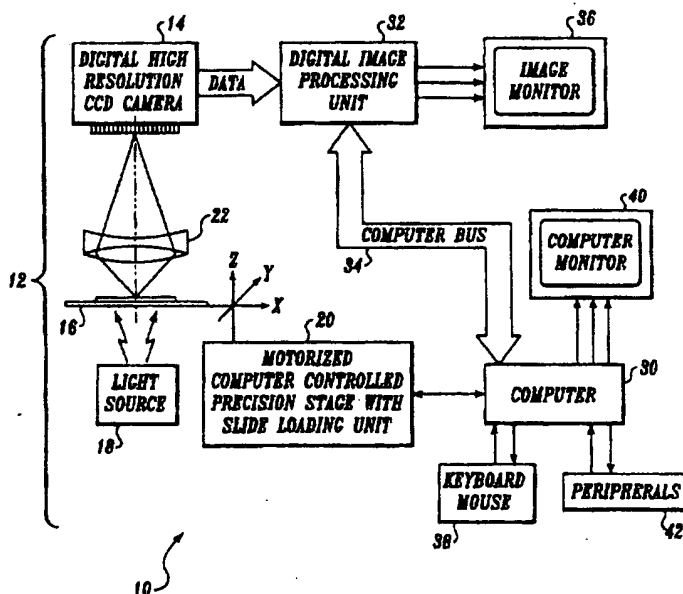 14
32
36
DIGITAL HIGH
RESOLUTION
CCD CAMERA
DATA
DIGITAL IMAGE
PROCESSING
UNIT
IMAGE
MONITOR
22
40
12
COMPUTER BUS
34
COMPUTER
MONITOR
Z
Y
X
16
20
MOTORIZED
COMPUTER CONTROLLED
PRECISION STAGE WITH
SLIDE LOADING UNIT
30
COMPUTER
LIGHT
SOURCE
18
KEYBOARD
MOUSE
38
PERIPHERALS
42
10